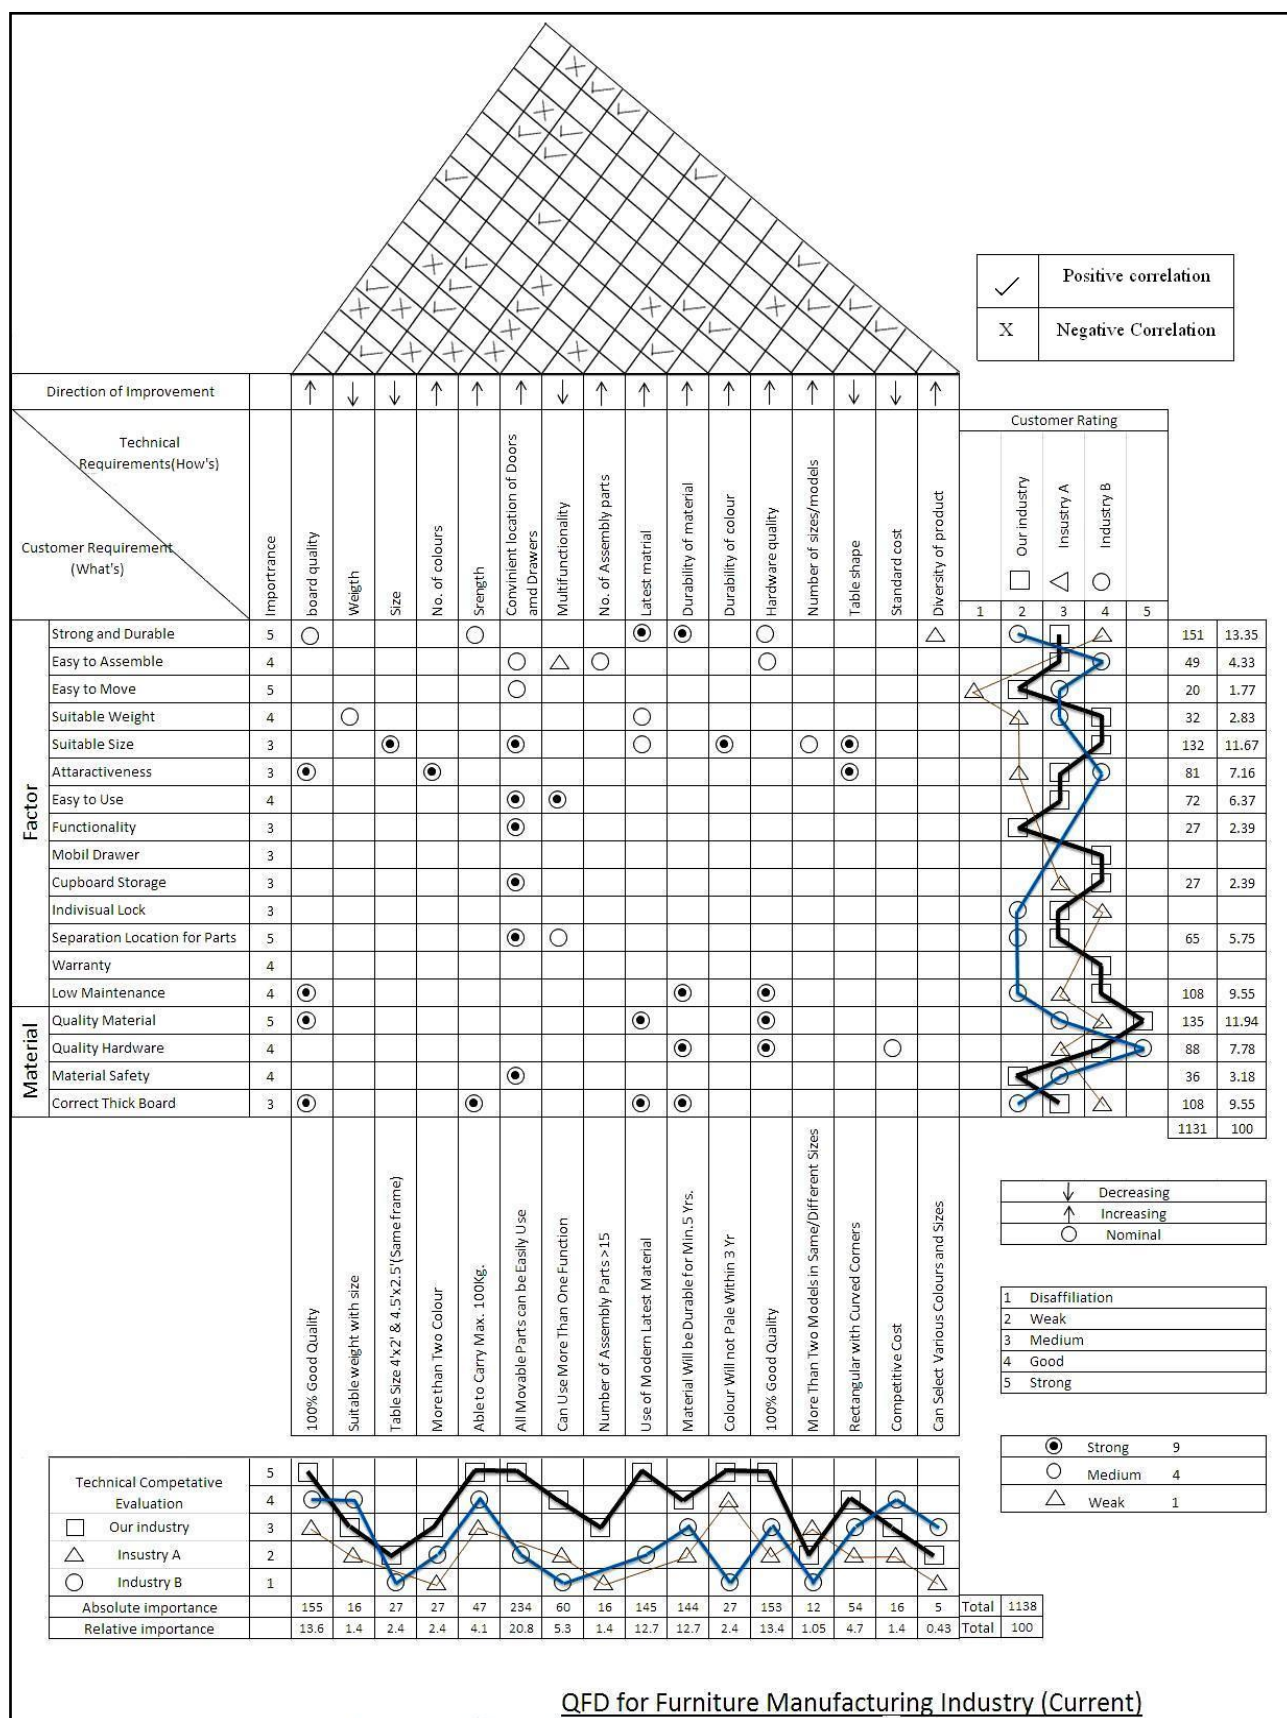 Positive correlation
X Negative Correlation
Direction of Improvement
Customer Rating
Technical
Requirements(How's)
Customer Requirement
(What's)
Importrance
board quality
Weigth
Size
No. of colours
Srength
Convinient location of Doors
amd Drawers
Multifunctionality
No. of Assembly parts
Latest matrial
Durability of material
Durability of colour
Hardware quality
Number of sizes/models
Table shape
Standard cost
Diversity of product
Our industry
Insustry A
Industry B
1 2 3 4 5
Factor
Strong and Durable 5 151 13.35
Easy to Assemble 4 49 4.33
Easy to Move 5 20 1.77
Suitable Weight 4 32 2.83
Suitable Size 3 132 11.67
Attaractiveness 3 81 7.16
Easy to Use 4 72 6.37
Functionality 3 27 2.39
Mobil Drawer 3
Cupboard Storage 3 27 2.39
Indivisual Lock 3
Separation Location for Parts 5 65 5.75
Warranty 4
Low Maintenance 4 108 9.55
Material
Quality Material 5 135 11.94
Quality Hardware 4 88 7.78
Material Safety 4 36 3.18
Correct Thick Board 3 108 9.55
1131 100
100% Good Quality
Suitable weight with size
Table Size 4'x2' & 4.5'x2.5'(Same frame)
More than Two Colour
Able to Carry Max. 100Kg.
All Movable Parts can be Easily Use
Can Use More Than One Function
Number of Assembly Parts >15
Use of Modern Latest Material
Material Will be Durable for Min.5 Yrs.
Colour Will not Pale Within 3 Yr
100% Good Quality
More Than Two Models in Same/Different Sizes
Rectangular with Curved Corners
Competitive Cost
Can Select Various Colours and Sizes
Decreasing
Increasing
Nominal
1 Disaffiliation
2 Weak
3 Medium
4 Good
5 Strong
Strong 9
Medium 4
Weak 1
Technical Competative
Evaluation
Our industry
Insustry A
Industry B
5
4
3
2
1
Absolute importance 155 16 27 27 47 234 60 16 145 144 27 153 12 54 16 5 Total 1138
Relative importance 13.6 1.4 2.4 2.4 4.1 20.8 5.3 1.4 12.7 12.7 2.4 13.4 1.05 4.7 1.4 0.43 Total 100
QFD for Furniture Manufacturing Industry (Current)